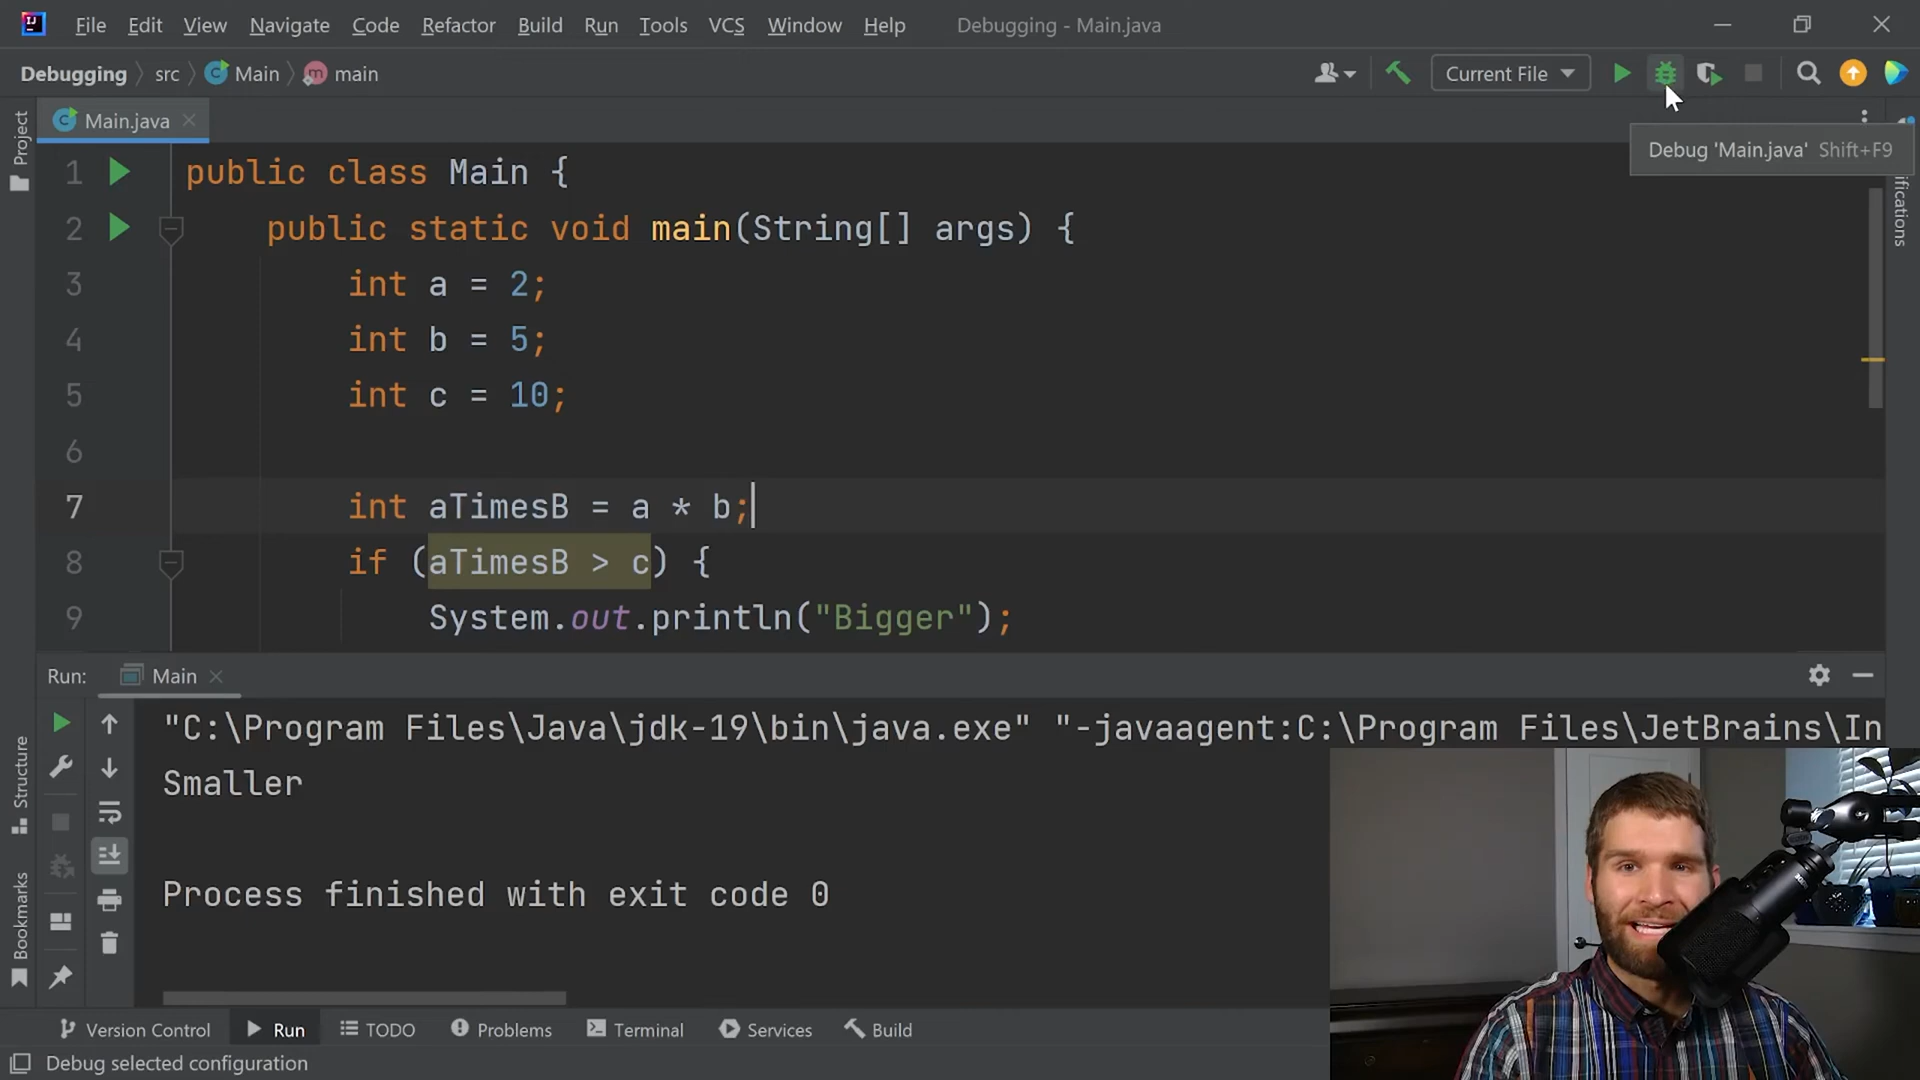 File Edit View Navigate Code Refactor Build Run Tools VCS Window Help Debugging - Main.java
Debugging src Main main Current File
Project
Main.java
Debug 'Main.java' Shift+F9
1 public class Main {
2 public static void main(String[] args) {
3 int a = 2;
4 int b = 5;
5 int c = 10;
6
7 int aTimesB = a * b;
8 if (aTimesB > c) {
9 System.out.println("Bigger");
Run: Main
"C:\Program Files\Java\jdk-19\bin\java.exe" "-javaagent:C:\Program Files\JetBrains\In
Smaller
Process finished with exit code 0
Structure
Bookmarks
Version Control Run TODO Problems Terminal Services Build
Debug selected configuration